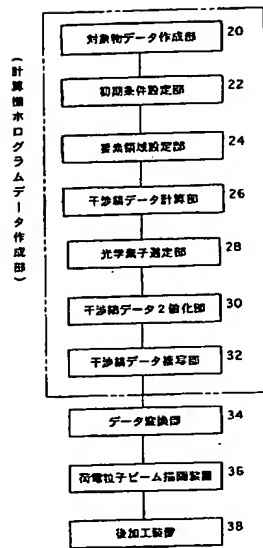 (計算機ホログラムデータ作成部)
対象物データ作成部 20
初期条件設定部 22
要素領域設定部 24
干渉縞データ計算部 26
光学素子選定部 28
干渉縞データ2値化部 30
干渉縞データ複写部 32
データ変換部 34
荷電粒子ビーム描画装置 36
後加工装置 38